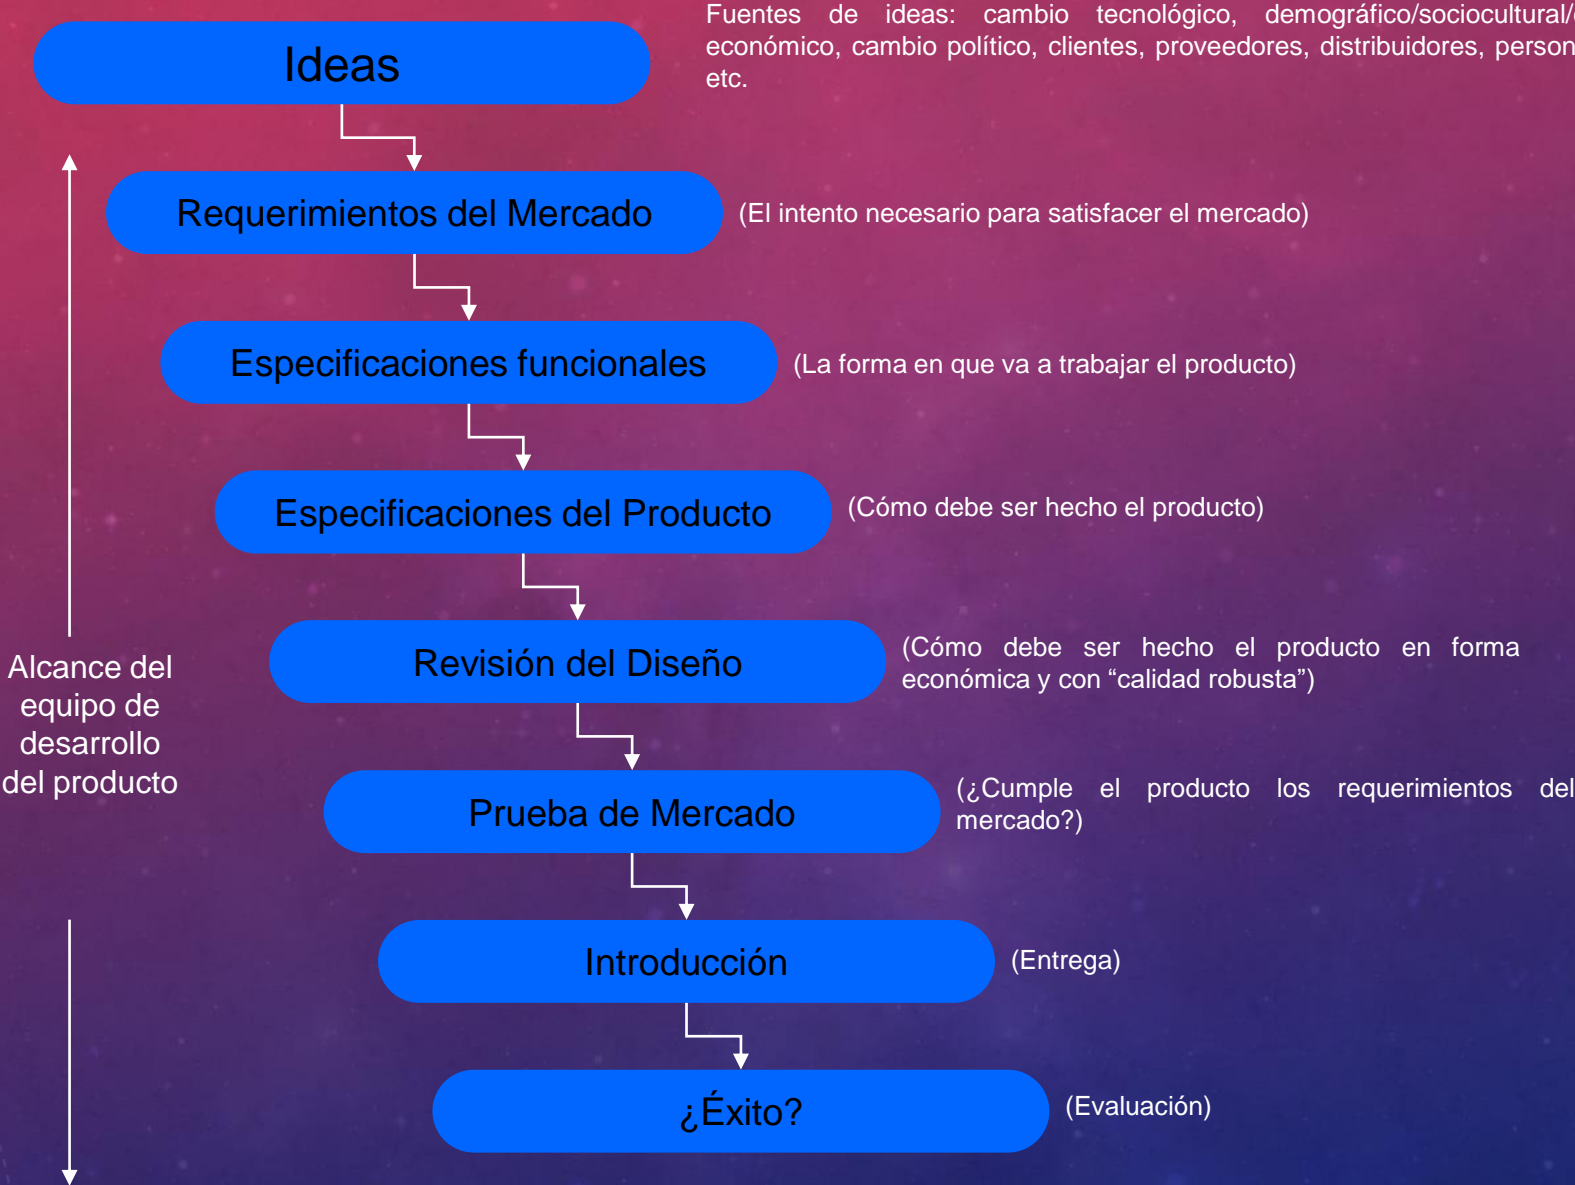 Fuentes de ideas: cambio tecnológico, demográfico/sociocultural/
económico, cambio político, clientes, proveedores, distribuidores,
etc.
Ideas
Requerimientos del Mercado
(El intento necesario para satisfacer el mercado)
Especificaciones funcionales
(La forma en que va a trabajar el producto)
Especificaciones del Producto
(Cómo debe ser hecho el producto)
Revisión del Diseño
(Cómo debe ser hecho el producto en forma
económica y con “calidad robusta”)
Alcance del
equipo de
desarrollo
del producto
Prueba de Mercado
(¿Cumple el producto los requerimientos del
mercado?)
Introducción
(Entrega)
¿Éxito?
(Evaluación)